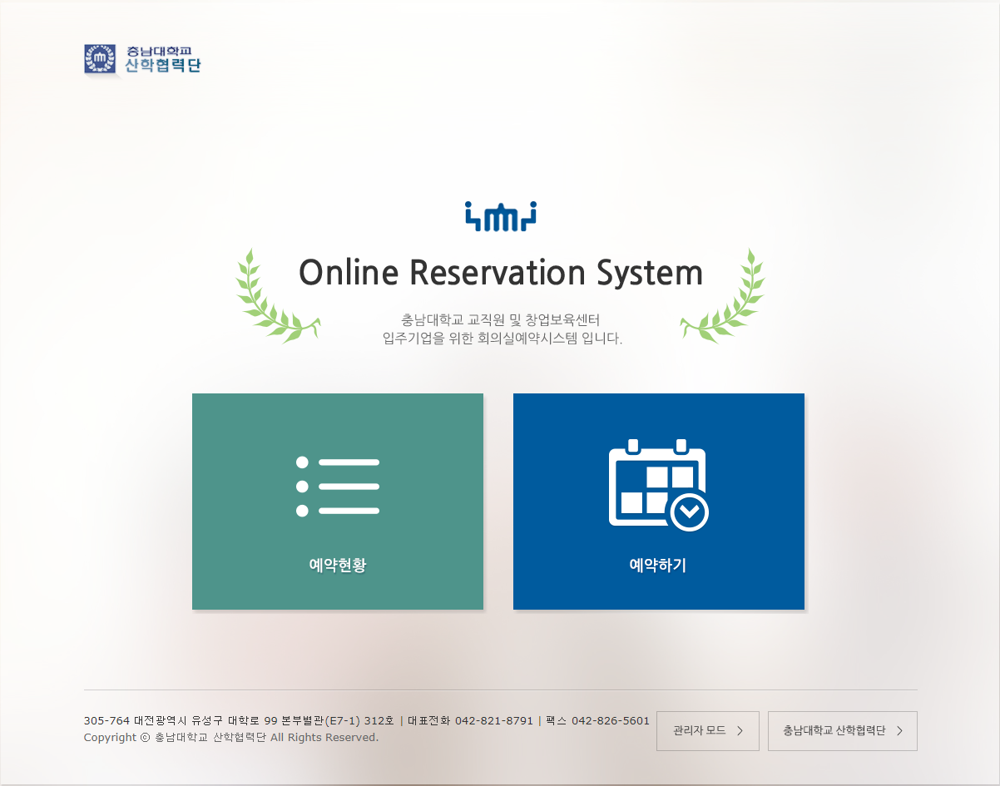 충남대학교
산학협력단
Online Reservation System
충남대학교 교직원 및 창업보육센터
입주기업을 위한 회의실예약시스템 입니다.
예약현황
예약하기
305-764 대전광역시 유성구 대학로 99 본부별관(E7-1) 312호 | 대표전화 042-821-8791 | 팩스 042-826-5601
Copyright ⓒ 충남대학교 산학협력단 All Rights Reserved.
관리자 모드 >
충남대학교 산학협력단 >